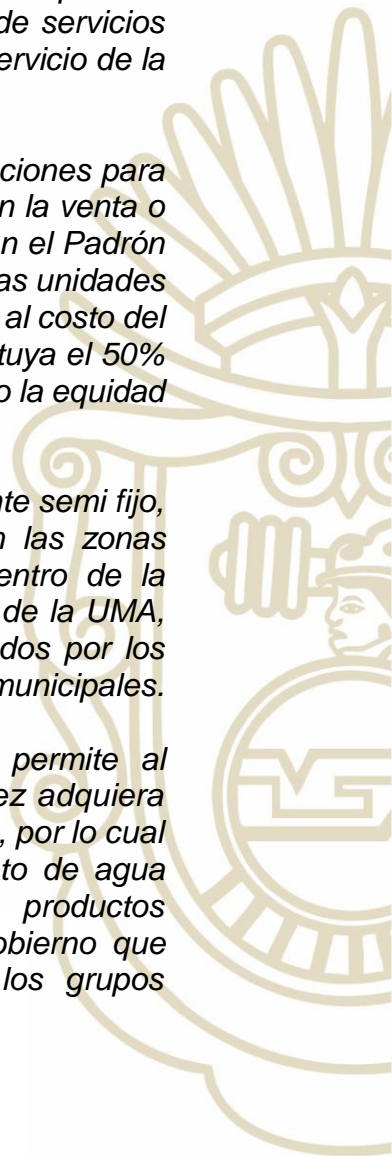 de servicios
ervicio de la
ciones para
n la venta o
n el Padrón
as unidades
al costo del
tuya el 50%
o la equidad
nte semi fijo,
n las zonas
entro de la
de la UMA,
dos por los
municipales.
permite al
ez adquiera
, por lo cual
to de agua
productos
obierno que
los grupos